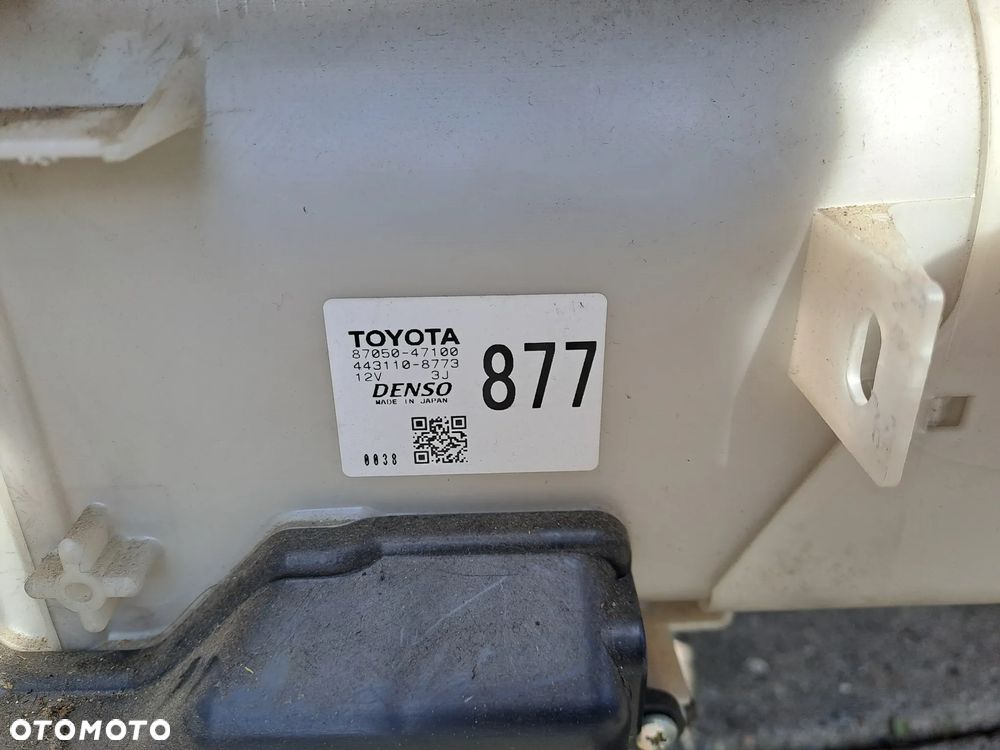 TOYOTA
87050-47100
443110-8773
12V 3J
DENSO
MADE IN JAPAN
877
0038
OTOMOTO